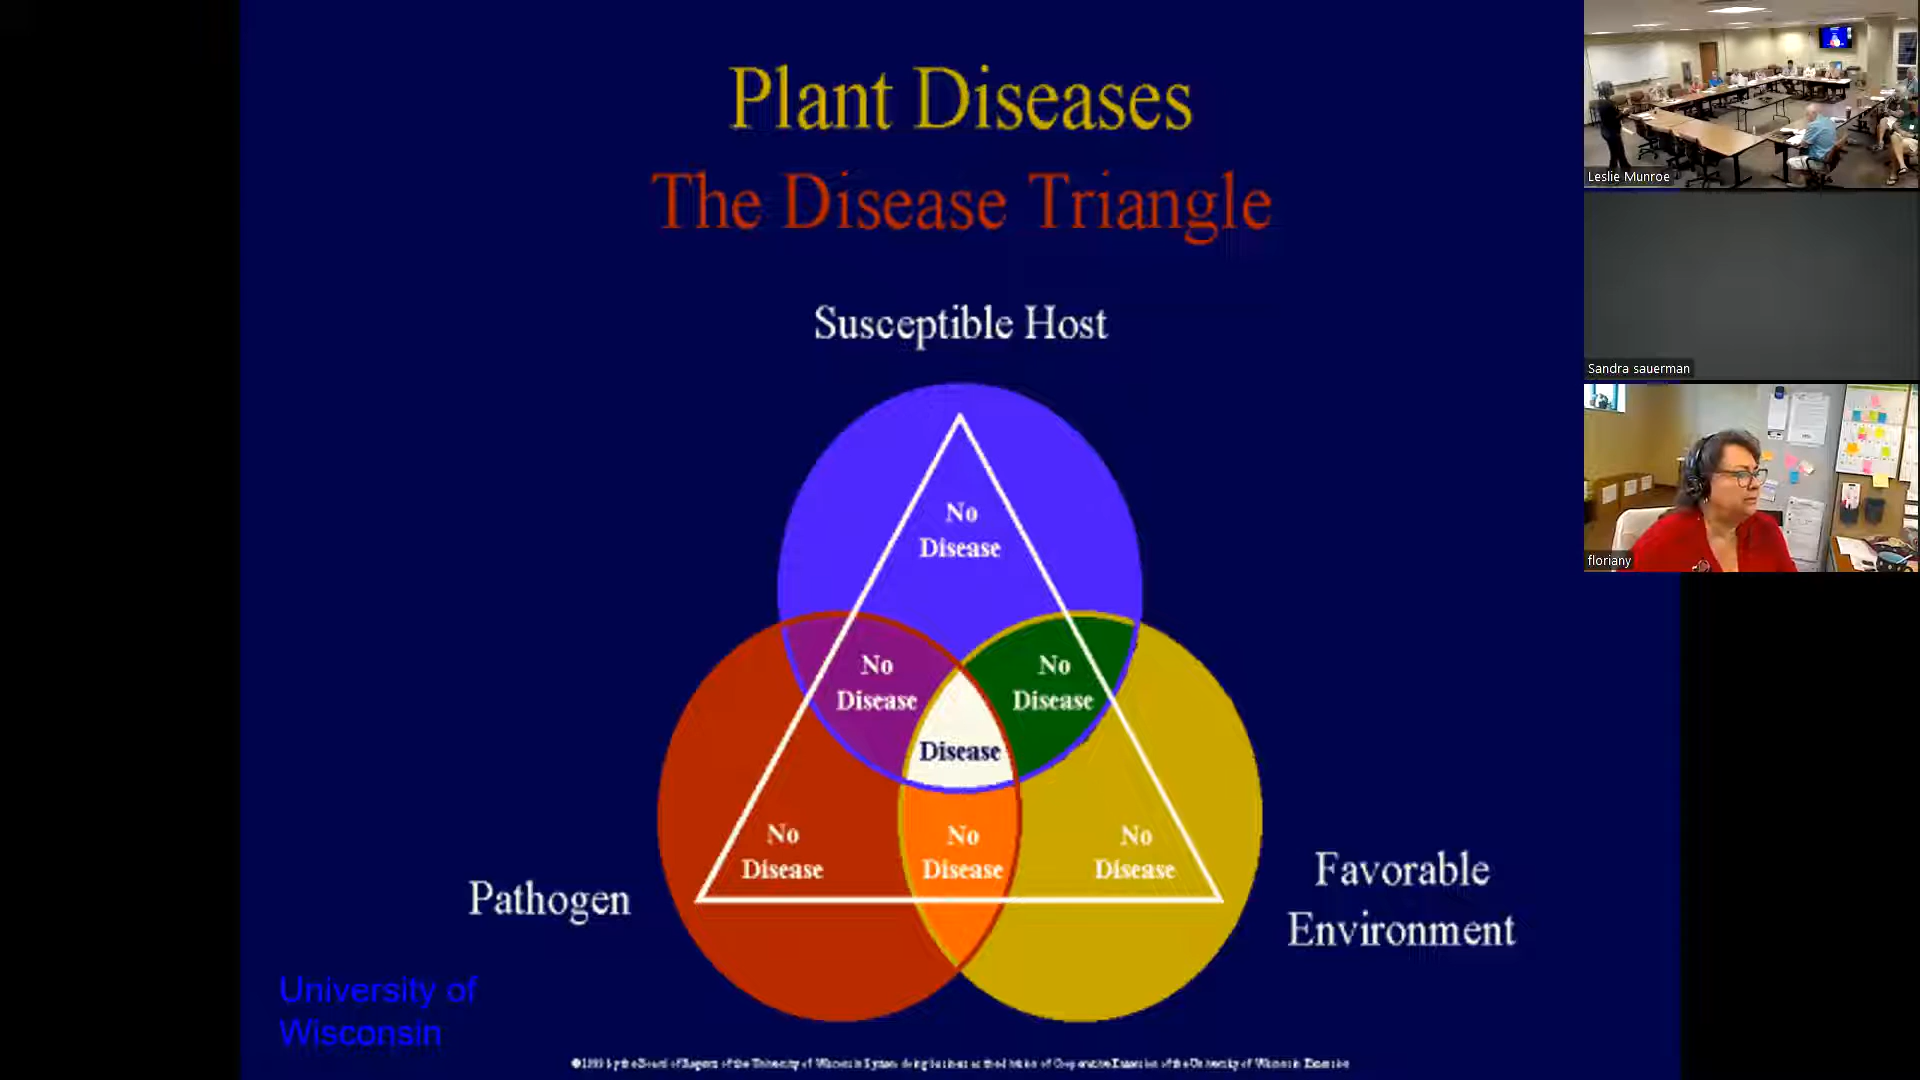 Plant Diseases
The Disease Triangle
Susceptible Host
No
Disease
No
Disease
No
Disease
Disease
No
Disease
No
Disease
No
Disease
Pathogen
Favorable
Environment
University of
Wisconsin
Leslie Munroe
Sandra sauerman
floriany